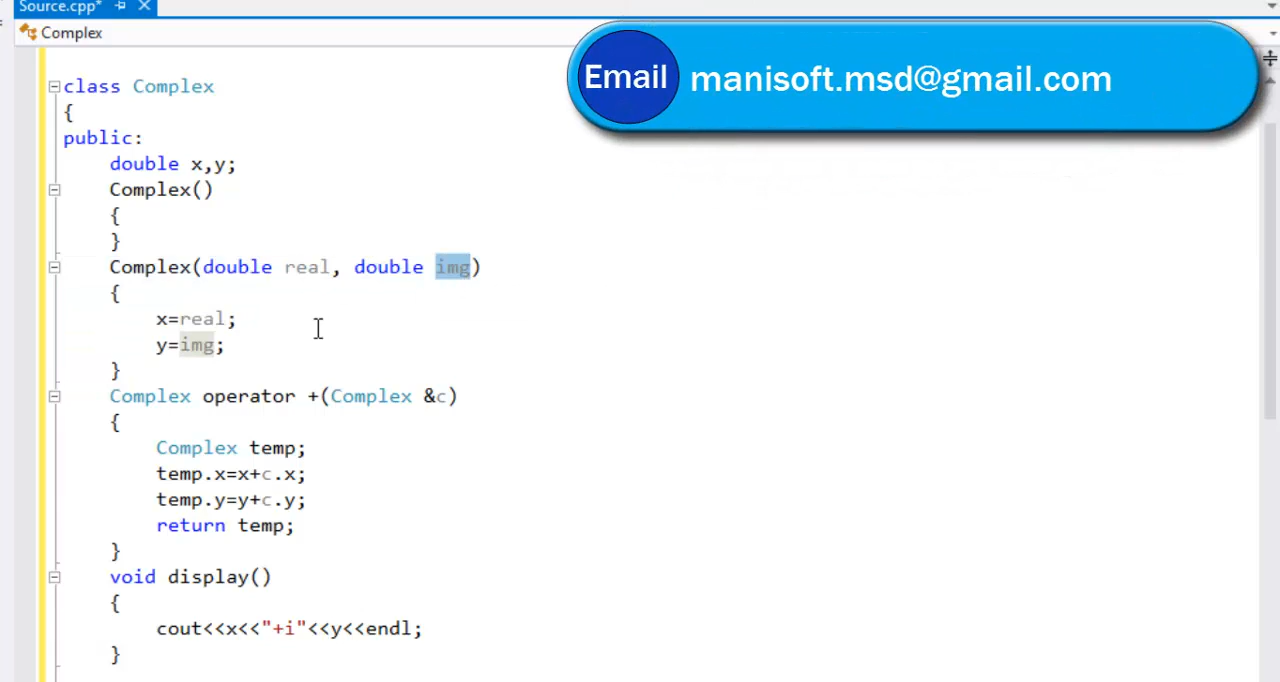 Source.cpp*
Complex
Email manisoft.msd@gmail.com
class Complex
{
public:
double x,y;
Complex()
{
}
Complex(double real, double img)
{
x=real;
y=img;
}
Complex operator +(Complex &c)
{
Complex temp;
temp.x=x+c.x;
temp.y=y+c.y;
return temp;
}
void display()
{
cout<<x<<"+i"<<y<<endl;
}